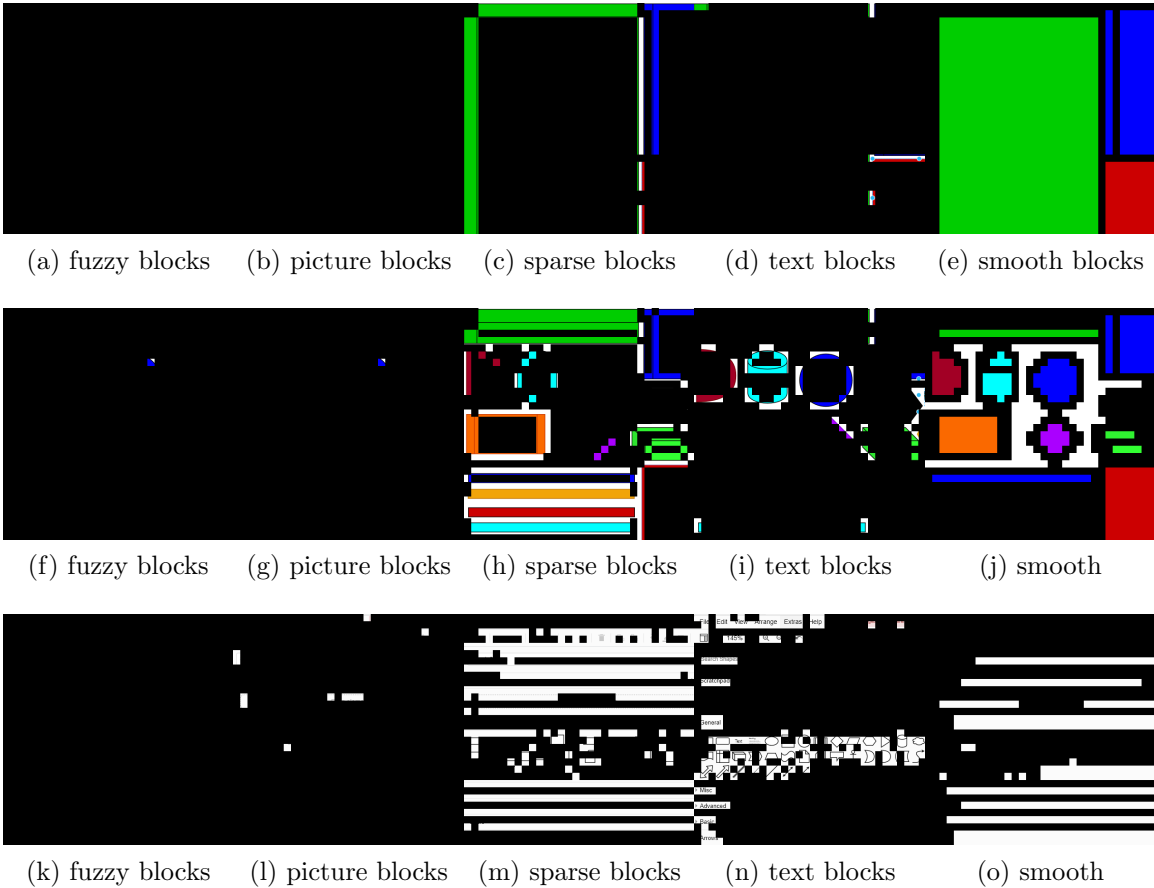 (a) fuzzy blocks (b) picture blocks (c) sparse blocks (d) text blocks (e) smooth blocks
(f) fuzzy blocks (g) picture blocks (h) sparse blocks (i) text blocks (j) smooth
File Edit View Arrange Extras Help
145%
Search Shapes
Scratchpad
General
Text
Misc
Advanced
Basic
Arrows
(k) fuzzy blocks (l) picture blocks (m) sparse blocks (n) text blocks (o) smooth